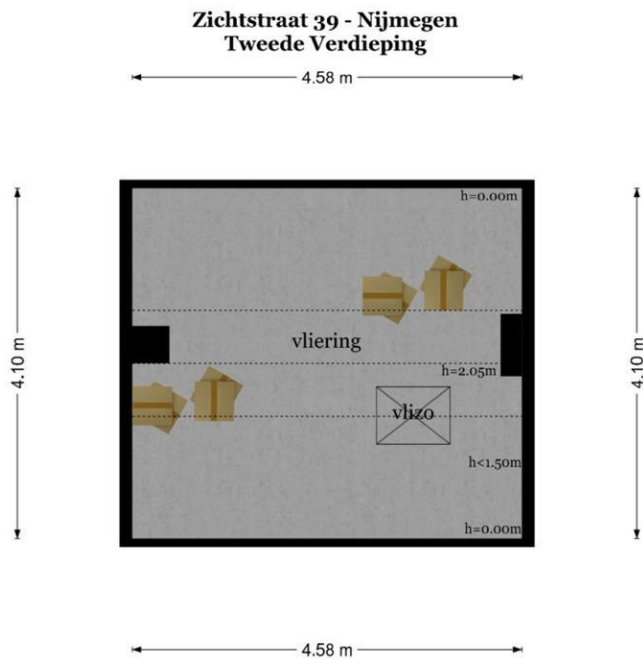 Zichtstraat 39 - Nijmegen
Tweede Verdieping
4.58 m
h=0.00m
4.10 m
4.10 m
vliering
h=2.05m
vlizo
h<1.50m
h=0.00m
4.58 m